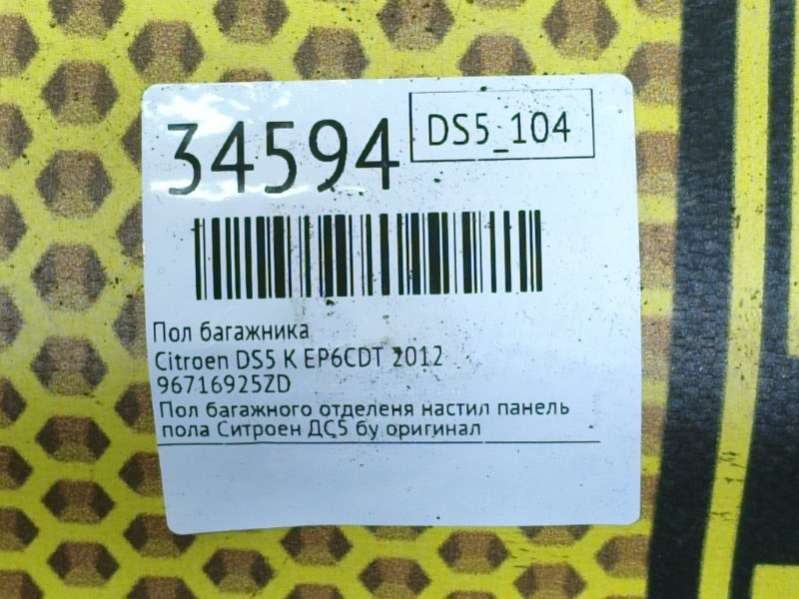 34594
DS5_104
Пол багажника
Citroen DS5 K EP6CDT 2012
96716925ZD
Пол багажного отделеня настил панель
пола Ситроен ДС5 бу оригинал